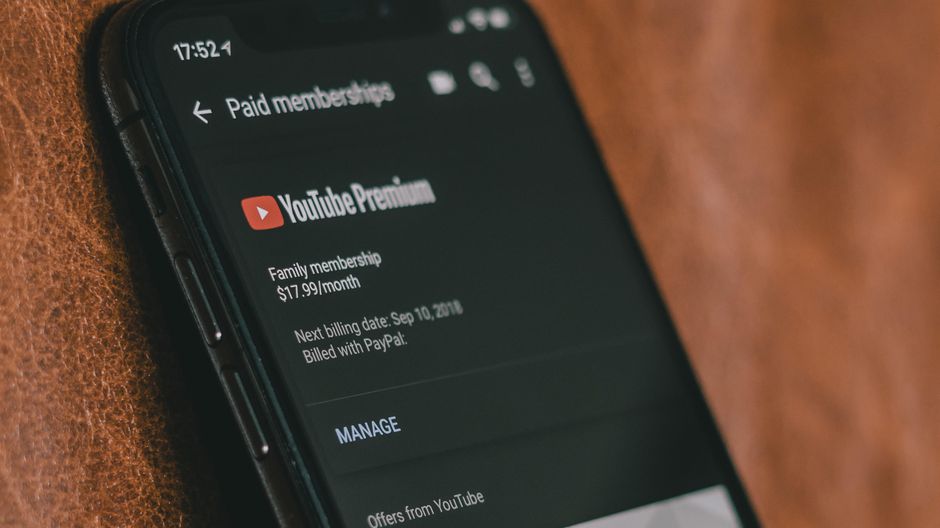 17:52
Paid memberships
YouTube Premium
Family membership
$17.99/month
Next billing date: Sep 10, 2018
Billed with PayPal:
MANAGE
Offers from YouTube